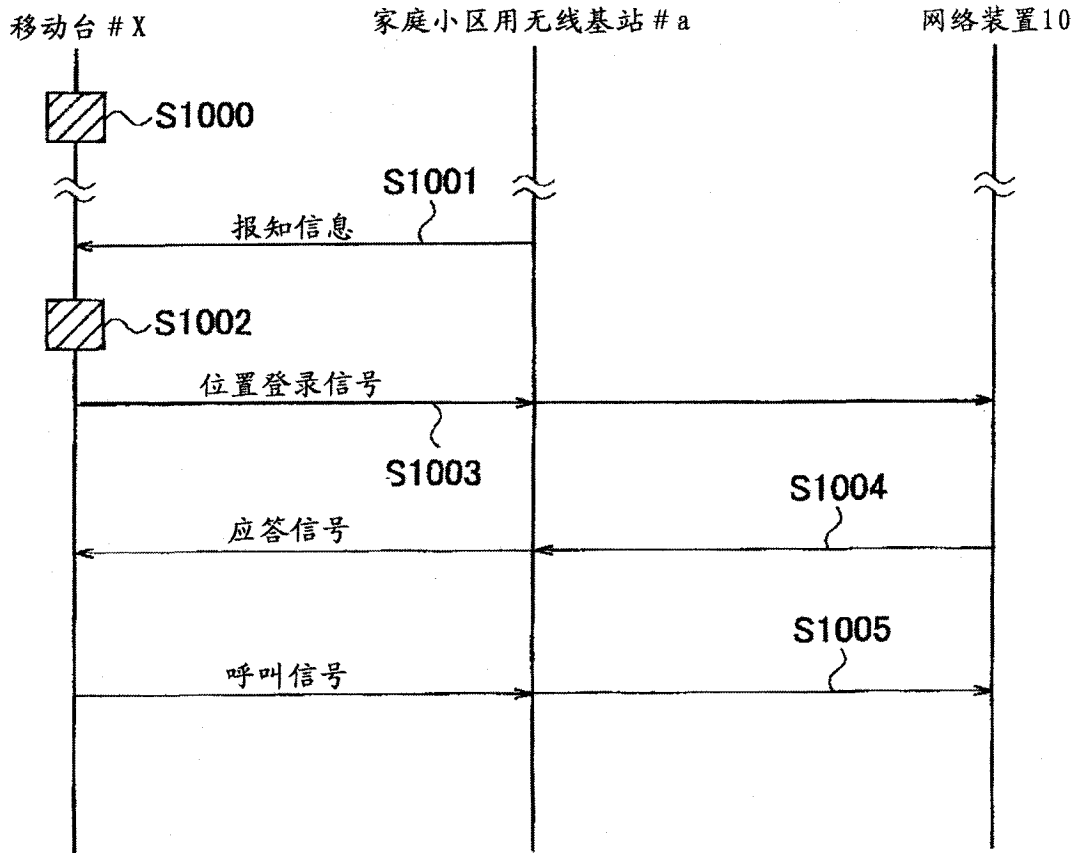 移动台#X
家庭小区用无线基站#a
网络装置10
S1000
S1001
报知信息
S1002
位置登录信号
S1003
S1004
应答信号
S1005
呼叫信号